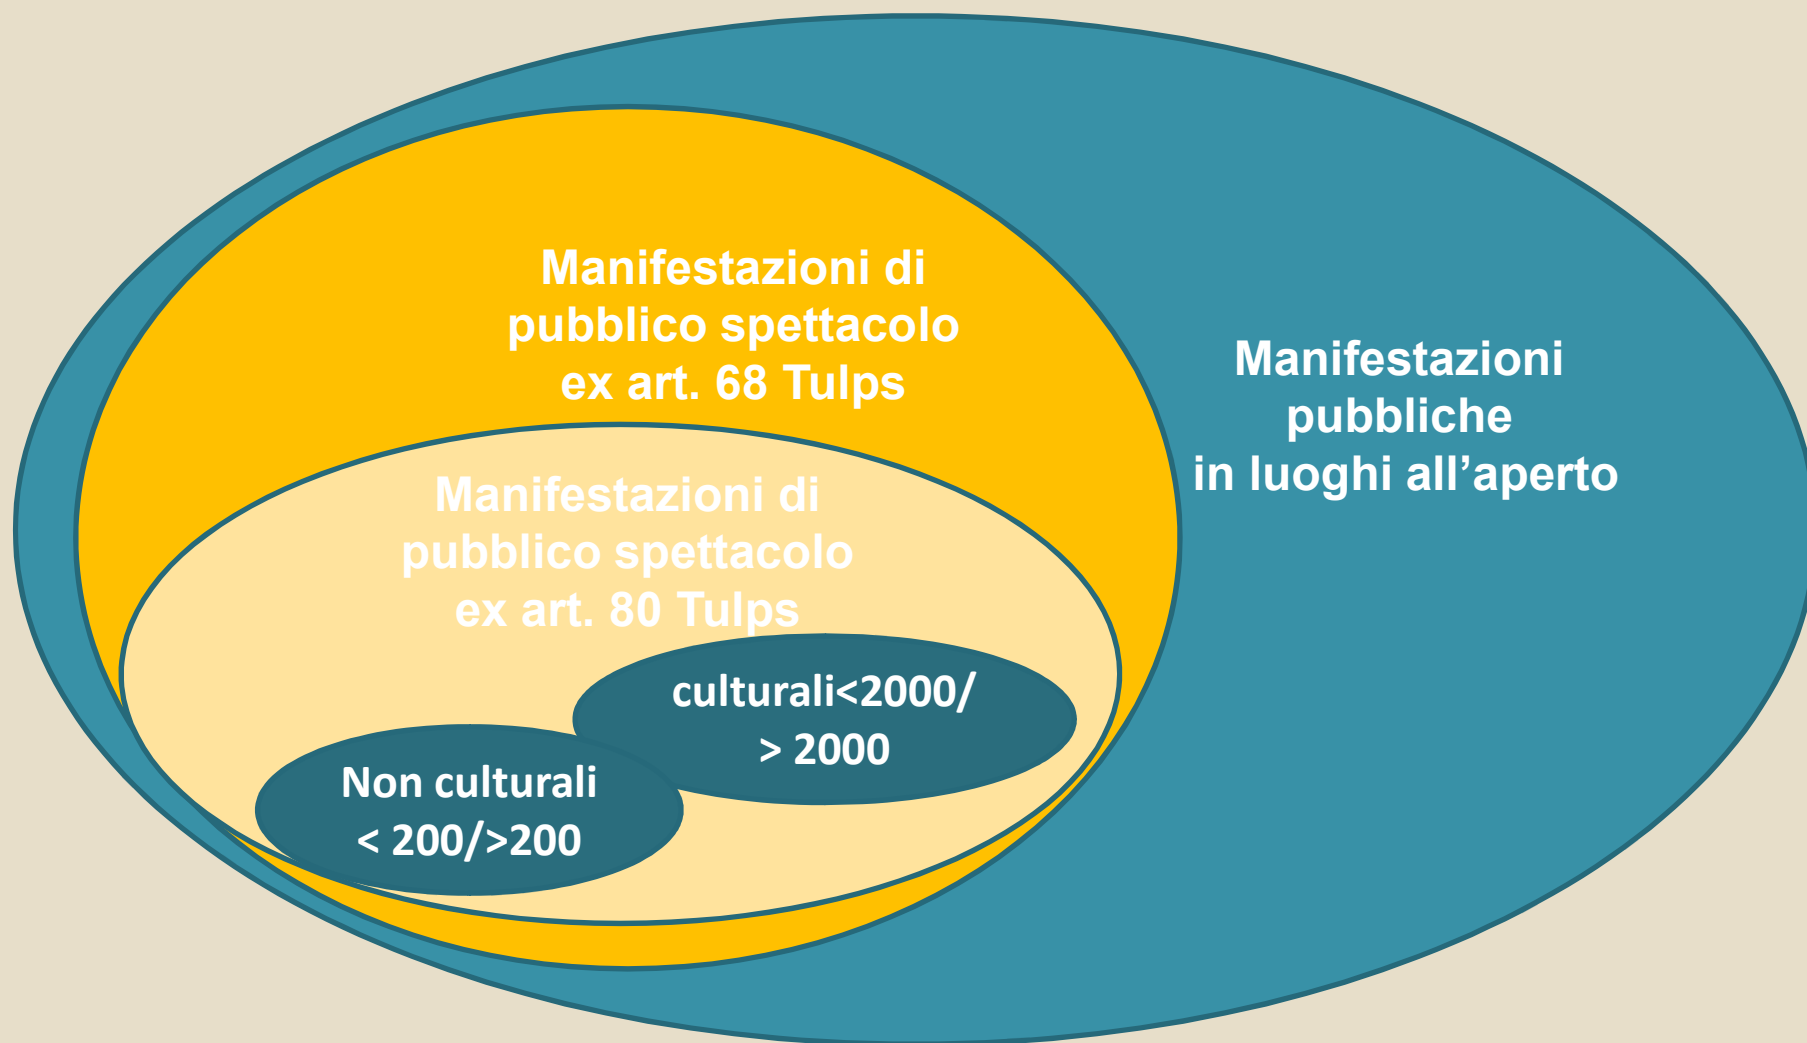 Manifestazioni di
pubblico spettacolo
ex art. 68 Tulps
Manifestazioni
pubbliche
in luoghi all’aperto
Manifestazioni di
pubblico spettacolo
ex art. 80 Tulps
culturali<2000/
> 2000
Non culturali
< 200/>200